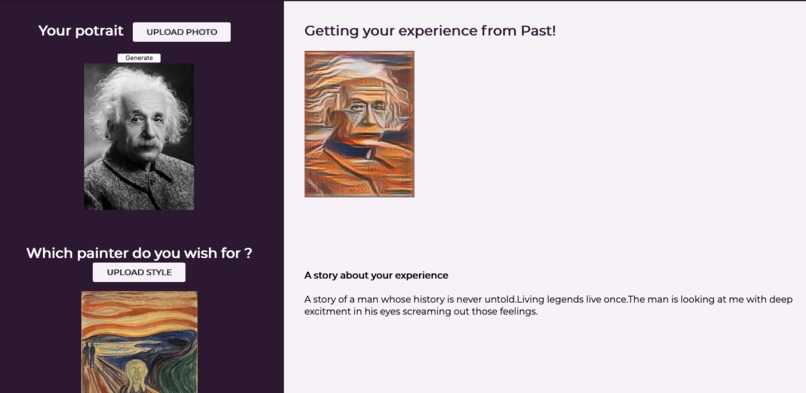 Your potrait
UPLOAD PHOTO
Generate
Which painter do you wish for ?
UPLOAD STYLE
Getting your experience from Past!
A story about your experience
A story of a man whose history is never untold.Living legends live once.The man is looking at me with deep
excitment in his eyes screaming out those feelings.